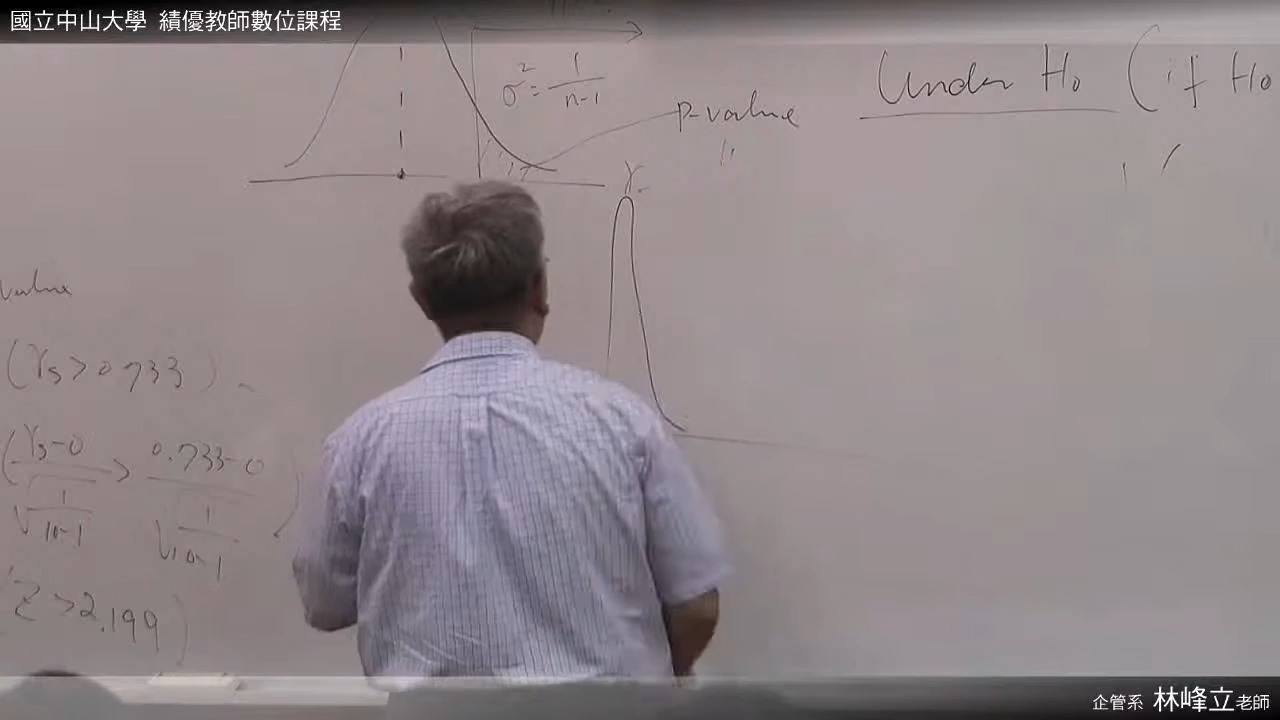 國立中山大學 績優教師數位課程
σ² = 1/(n-1)
p-value
"
Under H₀ (if H₀
value
(rs > 0.733)
(rs-0 / √(1/(10-1)) > 0.733-0 / √(1/(10-1)))
(Z > 2.199)
企管系 林峰立老師